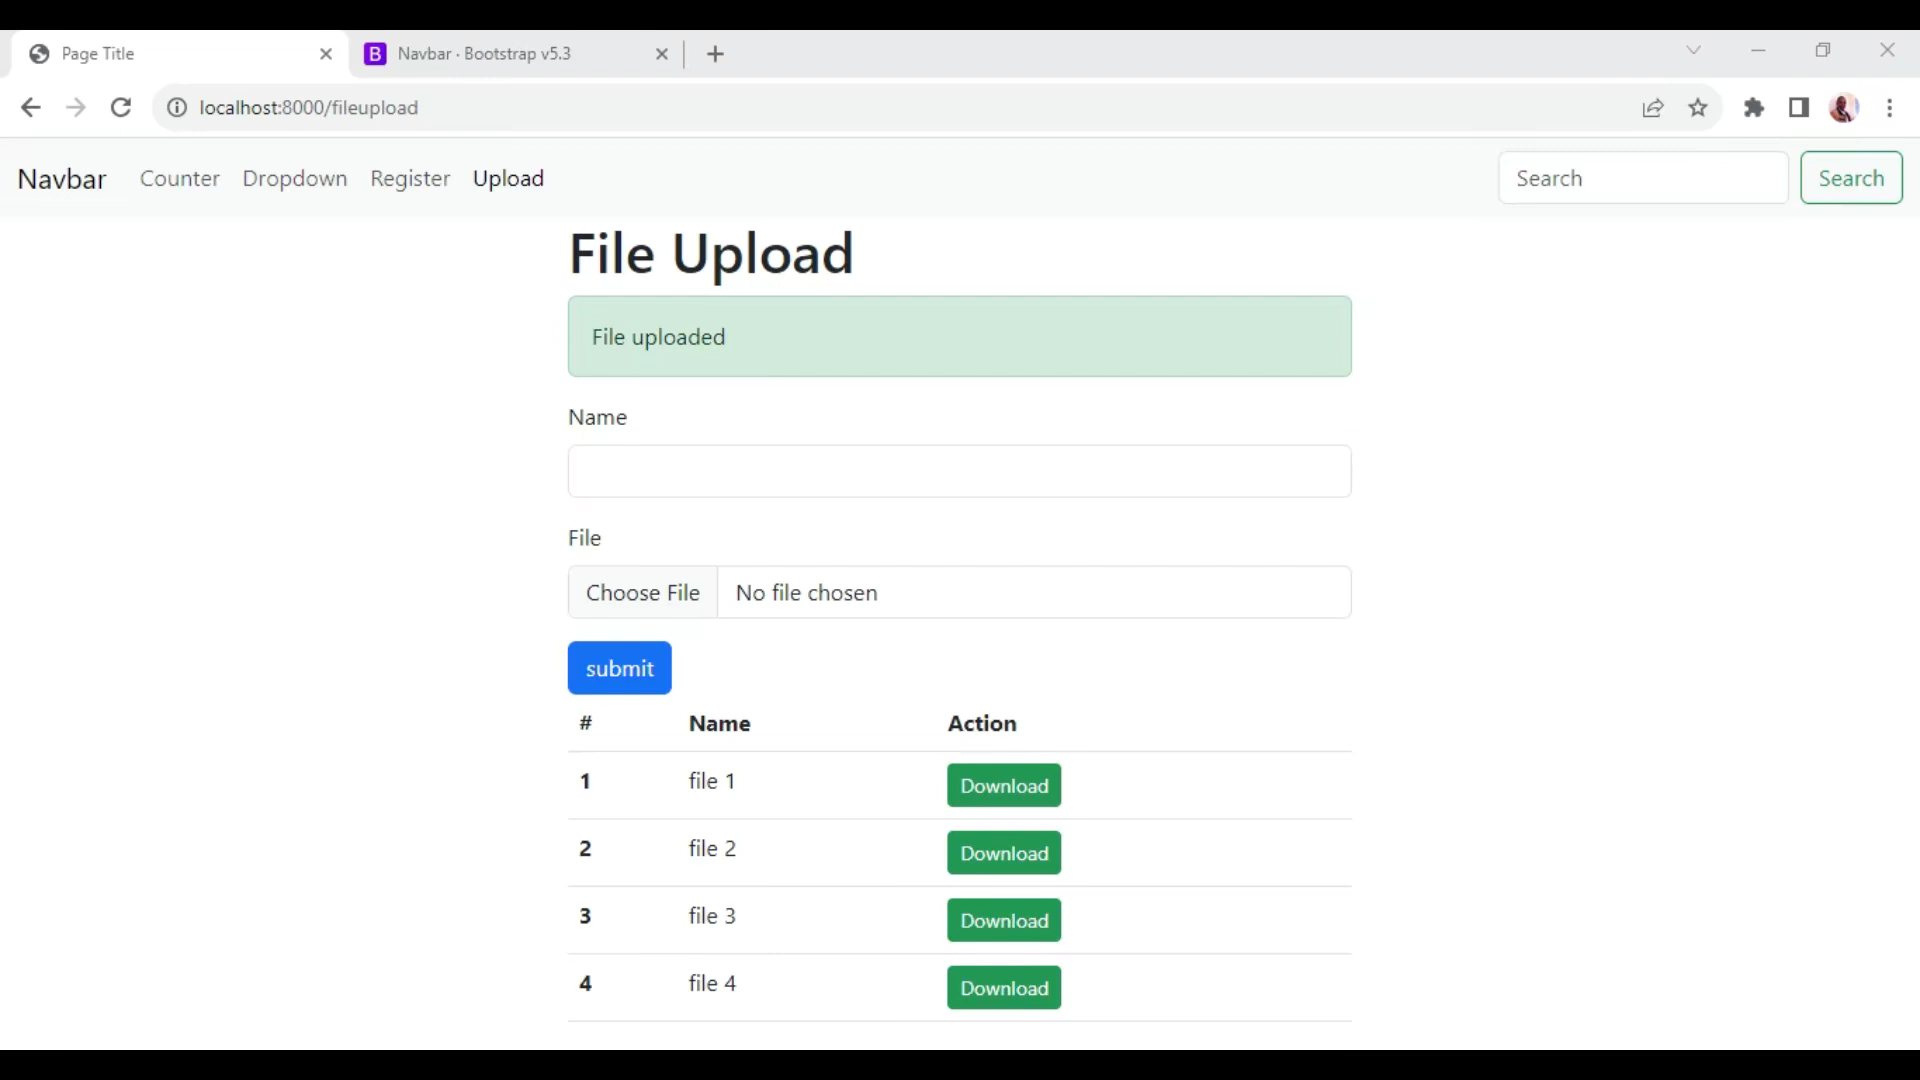 Page Title
Navbar · Bootstrap v5.3
localhost:8000/fileupload
Navbar Counter Dropdown Register Upload Search Search
File Upload
File uploaded
Name
File
Choose File No file chosen
submit
# Name Action
1 file 1 Download
2 file 2 Download
3 file 3 Download
4 file 4 Download